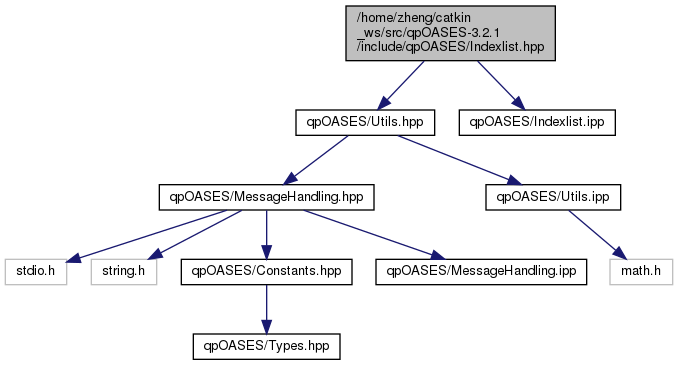 /home/zheng/catkin
_ws/src/qpOASES-3.2.1
/include/qpOASES/Indexlist.hpp
qpOASES/Utils.hpp
qpOASES/Indexlist.ipp
qpOASES/MessageHandling.hpp
qpOASES/Utils.ipp
stdio.h
string.h
qpOASES/Constants.hpp
qpOASES/MessageHandling.ipp
math.h
qpOASES/Types.hpp